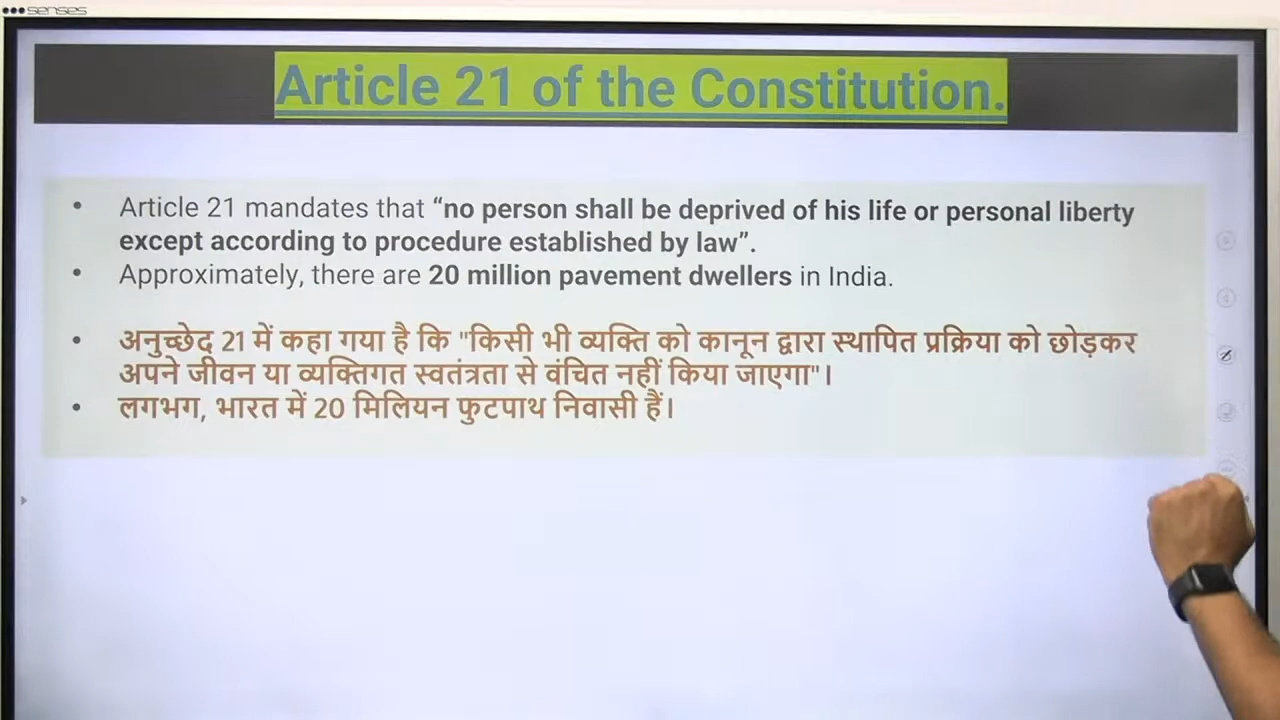 senses
Article 21 of the Constitution.
• Article 21 mandates that “no person shall be deprived of his life or personal liberty
except according to procedure established by law”.
• Approximately, there are 20 million pavement dwellers in India.
• अनुच्छेद 21 में कहा गया है कि "किसी भी व्यक्ति को कानून द्वारा स्थापित प्रक्रिया को छोड़कर
अपने जीवन या व्यक्तिगत स्वतंत्रता से वंचित नहीं किया जाएगा"।
• लगभग, भारत में 20 मिलियन फुटपाथ निवासी हैं।